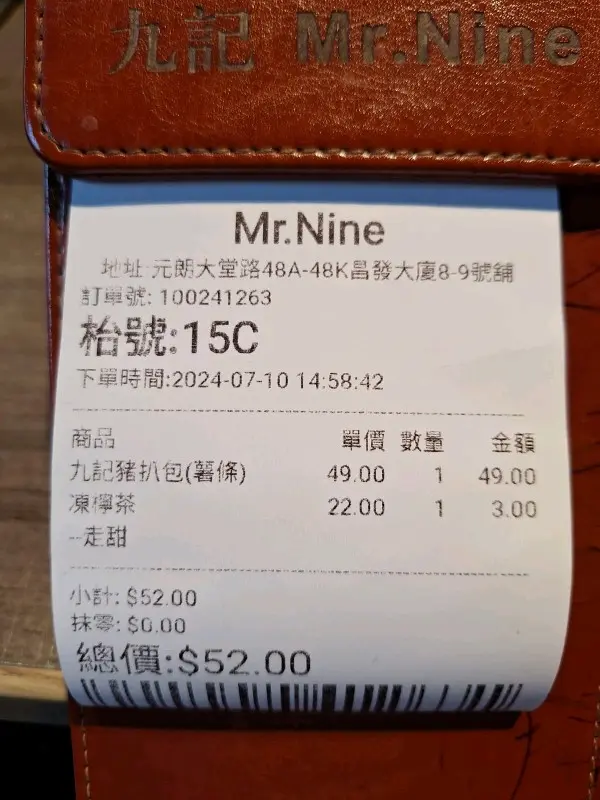 九記 Mr.Nine
Mr.Nine
地址:元朗大堂路48A-48K昌發大廈8-9號舖
訂單號: 100241263
枱號:15C
下單時間:2024-07-10 14:58:42
商品 單價 數量 金額
九記豬扒包(薯條) 49.00 1 49.00
凍檸茶 22.00 1 3.00
--走甜
小計: $52.00
抹零: $0.00
總價:$52.00